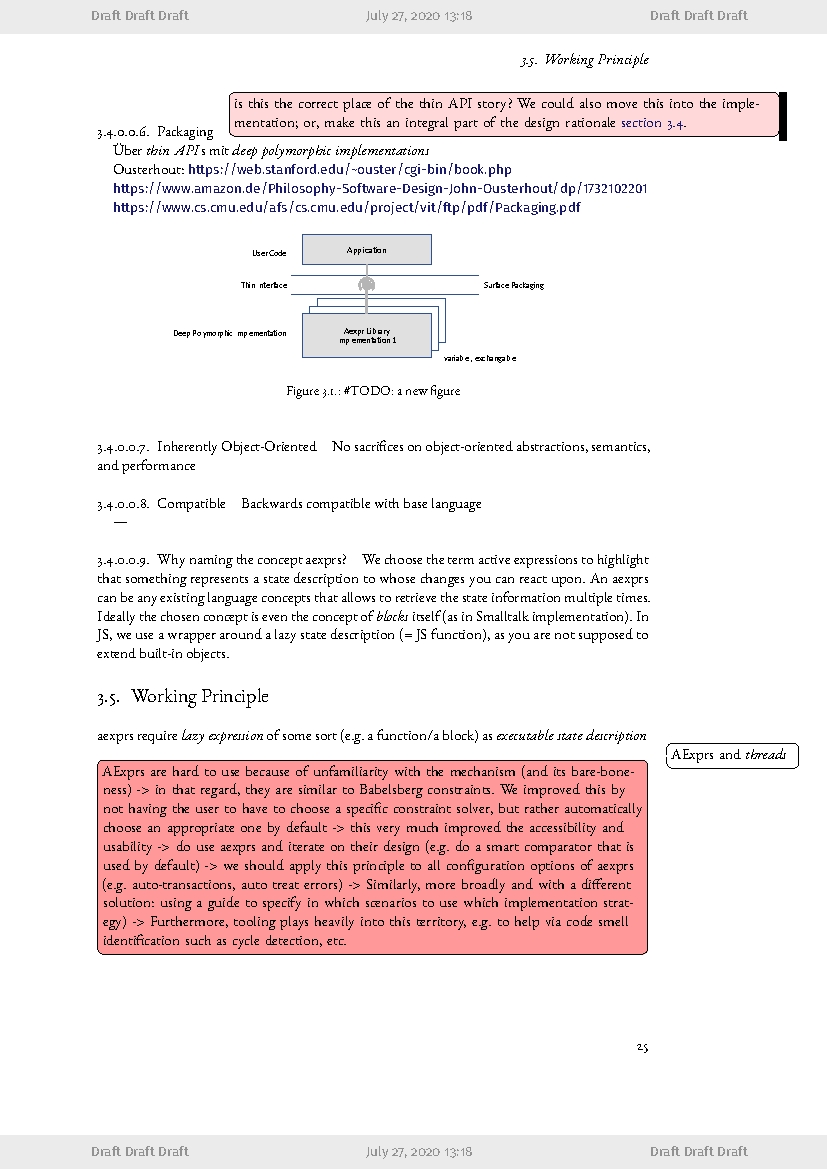 Draft Draft Draft July 27, 2020 13:18 Draft Draft Draft
3.5. Working Principle
is this the correct place of the thin API story? We could also move this into the imple-
mentation; or, make this an integral part of the design rationale section 3.4.
3.4.0.0.6. Packaging
Über thin APIs mit deep polymorphic implementations
Ousterhout: https://web.stanford.edu/~ouster/cgi-bin/book.php
https://www.amazon.de/Philosophy-Software-Design-John-Ousterhout/dp/1732102201
https://www.cs.cmu.edu/afs/cs.cmu.edu/project/vit/ftp/pdf/Packaging.pdf
User Code
Application
Thin Interface
Surface Packaging
Deep Polymorphic Implementation
Aexpr Library
Implementation 1
variable, exchangable
Figure 3.1.: #TODO: a new figure
3.4.0.0.7. Inherently Object-Oriented No sacrifices on object-oriented abstractions, semantics,
and performance
3.4.0.0.8. Compatible Backwards compatible with base language
—
3.4.0.0.9. Why naming the concept aexprs? We choose the term active expressions to highlight
that something represents a state description to whose changes you can react upon. An aexprs
can be any existing language concepts that allows to retrieve the state information multiple times.
Ideally the chosen concept is even the concept of blocks itself (as in Smalltalk implementation). In
JS, we use a wrapper around a lazy state description (= JS function), as you are not supposed to
extend built-in objects.
3.5. Working Principle
aexprs require lazy expression of some sort (e.g. a function/a block) as executable state description
AExprs and threads
AExprs are hard to use because of unfamiliarity with the mechanism (and its bare-bone-
ness) -> in that regard, they are similar to Babelsberg constraints. We improved this by
not having the user to have to choose a specific constraint solver, but rather automatically
choose an appropriate one by default -> this very much improved the accessibility and
usability -> do use aexprs and iterate on their design (e.g. do a smart comparator that is
used by default) -> we should apply this principle to all configuration options of aexprs
(e.g. auto-transactions, auto treat errors) -> Similarly, more broadly and with a different
solution: using a guide to specify in which scenarios to use which implementation strat-
egy) -> Furthermore, tooling plays heavily into this territory, e.g. to help via code smell
identification such as cycle detection, etc.
25
Draft Draft Draft July 27, 2020 13:18 Draft Draft Draft